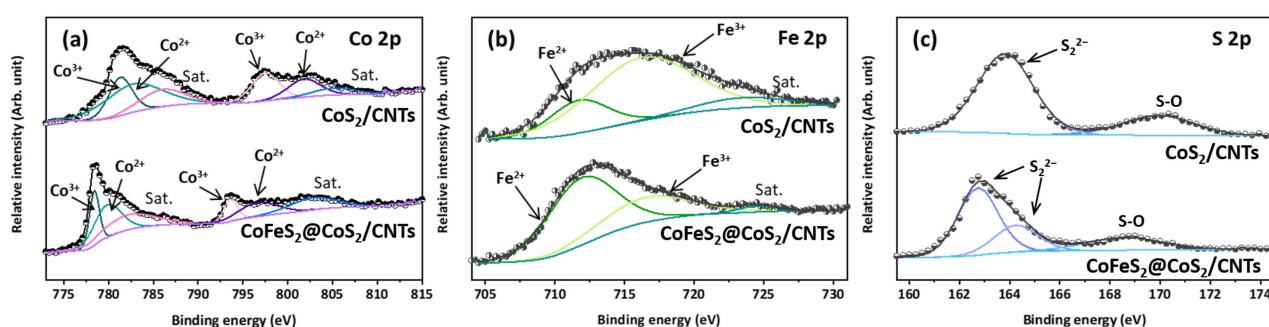 (a)
Co 2p
Co³⁺
Co²⁺
Sat.
Co³⁺
Co²⁺
Sat.
CoS₂/CNTs
Co³⁺
Co²⁺
Sat.
Co³⁺
Co²⁺
Sat.
CoFeS₂@CoS₂/CNTs
Relative intensity (Arb. unit)
773 780 785 790 795 800 805 810 815
Binding energy (eV)
(b)
Fe 2p
Fe²⁺
Fe³⁺
Sat.
CoS₂/CNTs
Fe²⁺
Fe³⁺
Sat.
CoFeS₂@CoS₂/CNTs
Relative intensity (Arb. unit)
705 710 715 720 725 730
Binding energy (eV)
(c)
S 2p
S₂²⁻
S-O
CoS₂/CNTs
S₂²⁻
S-O
CoFeS₂@CoS₂/CNTs
Relative intensity (Arb. unit)
160 162 164 166 168 170 172 174
Binding energy (eV)